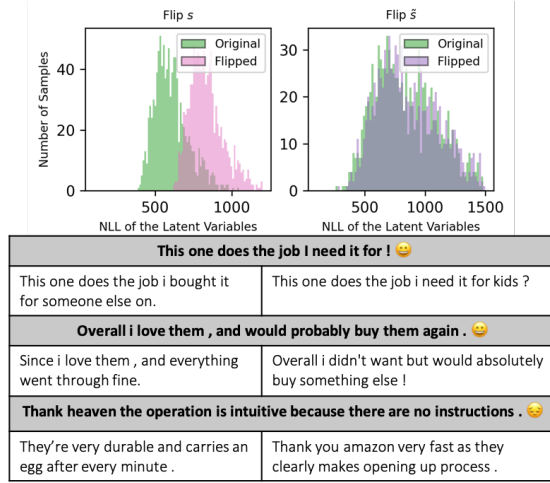 Flip s Flip s̃
Original Original
Flipped Flipped
Number of Samples
40 30
20 20
10
0 0
500 1000 500 1000 1500
NLL of the Latent Variables NLL of the Latent Variables
This one does the job I need it for ! 😀
This one does the job i bought it
for someone else on.
This one does the job i need it for kids ?
Overall i love them , and would probably buy them again . 😀
Since i love them , and everything
went through fine.
Overall i didn't want but would absolutely
buy something else !
Thank heaven the operation is intuitive because there are no instructions . 😔
They're very durable and carries an
egg after every minute .
Thank you amazon very fast as they
clearly makes opening up process .